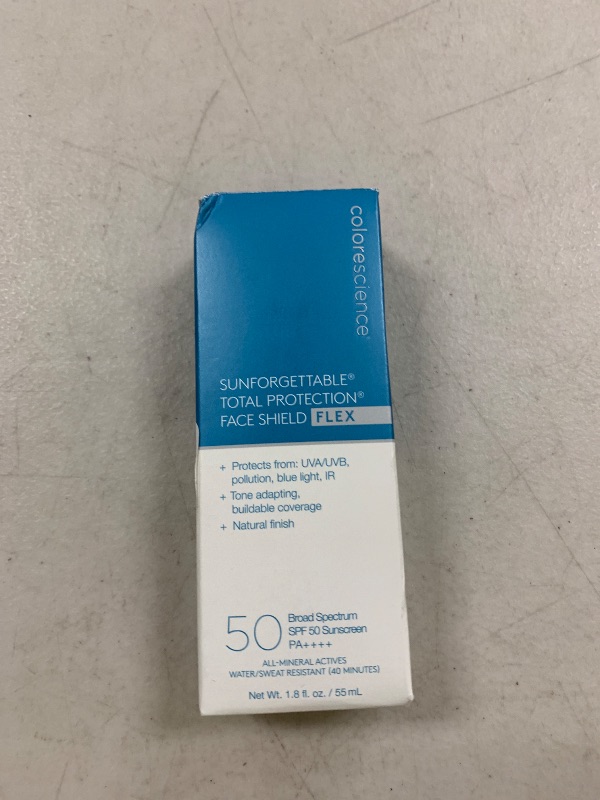 colorescience®
SUNFORGETTABLE®
TOTAL PROTECTION®
FACE SHIELD FLEX
+ Protects from: UVA/UVB,
pollution, blue light, IR
+ Tone adapting,
buildable coverage
+ Natural finish
50 Broad Spectrum
SPF 50 Sunscreen
PA++++
ALL-MINERAL ACTIVES
WATER/SWEAT RESISTANT (40 MINUTES)
Net Wt. 1.8 fl. oz. / 55 mL